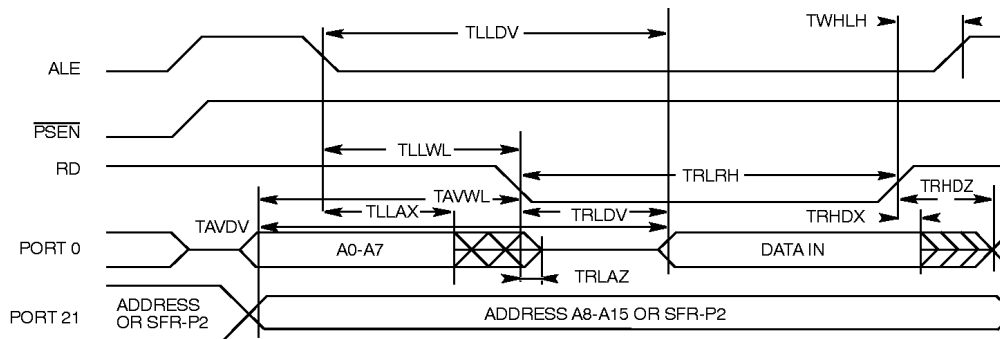 TLLDV
TWHLH
ALE
PSEN
TLLWL
RD
TRLRH
TRHDZ
TAVWL
TLLAX
TRLDV
TAVDV
TRHDX
PORT 0
A0-A7
DATA IN
TRLAZ
ADDRESS
OR SFR-P2
ADDRESS A8-A15 OR SFR-P2
PORT 21